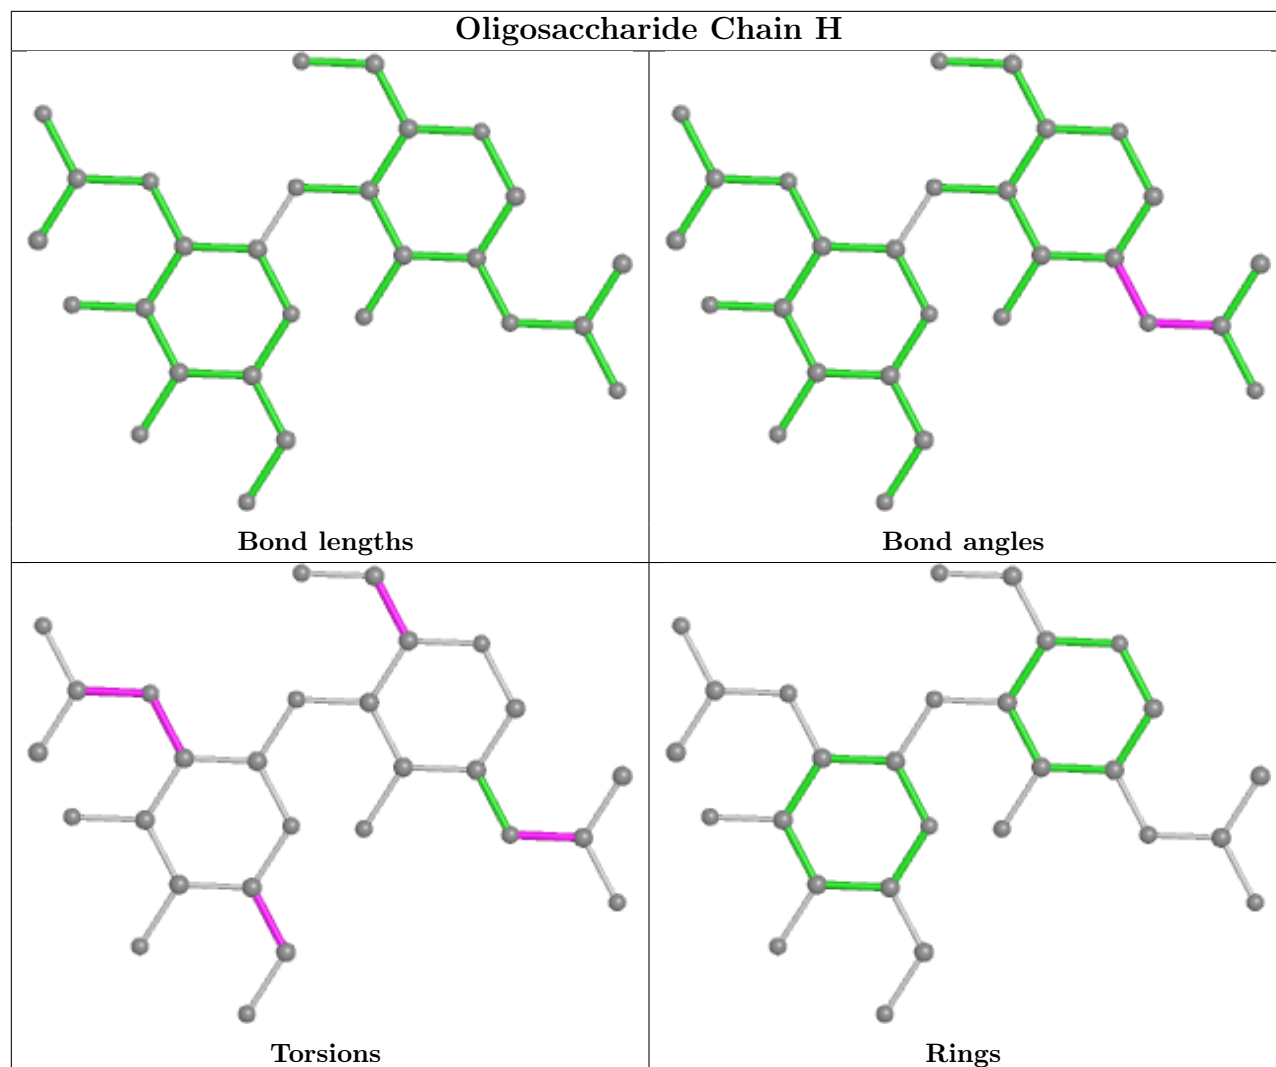 Oligosaccharide Chain H
Bond lengths
Bond angles
Torsions
Rings